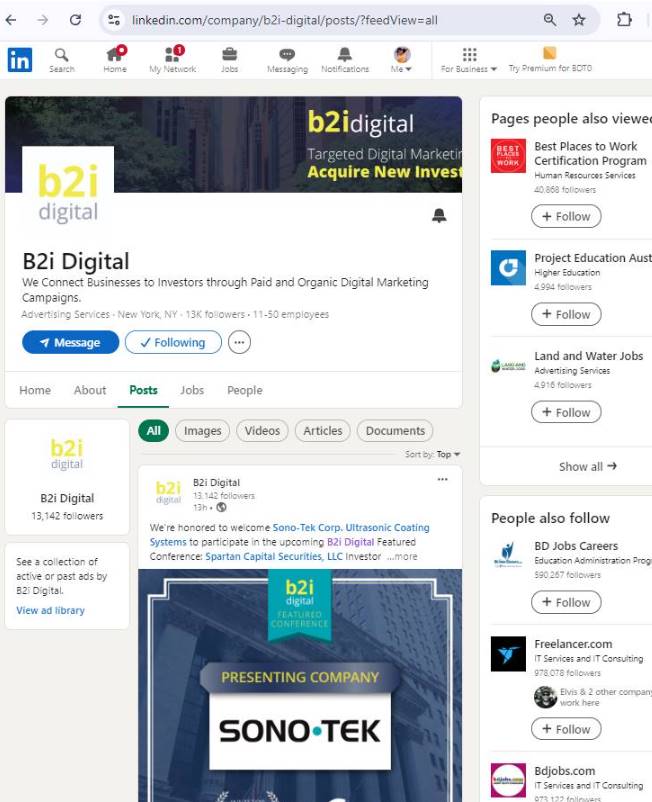 linkedin.com/company/b2i-digital/posts/?feedView=all
in
Search
Home
1
My Network
Jobs
Messaging
Notifications
Me
For Business
Try Premium for BDT0
b2idigital
Targeted Digital Marketin
Acquire New Invest
b2i
digital
B2i Digital
We Connect Businesses to Investors through Paid and Organic Digital Marketing
Campaigns.
Advertising Services · New York, NY · 13K followers · 11-50 employees
Message
Following
Home
About
Posts
Jobs
People
b2i
digital
B2i Digital
13,142 followers
See a collection of
active or past ads by
B2i Digital.
View ad library
All
Images
Videos
Articles
Documents
Sort by: Top
b2i
digital
B2i Digital
13,142 followers
13h •
We're honored to welcome Sono-Tek Corp. Ultrasonic Coating
Systems to participate in the upcoming B2i Digital Featured
Conference: Spartan Capital Securities, LLC Investor ...more
b2i
digital
FEATURED
CONFERENCE
PRESENTING COMPANY
SONO•TEK
Pages people also viewed
BEST
PLACES
TO WORK
Best Places to Work
Certification Program
Human Resources Services
40,868 followers
+ Follow
Project Education Aust
Higher Education
4,994 followers
+ Follow
LAND AND
WATER JOBS
Land and Water Jobs
Advertising Services
4,916 followers
+ Follow
Show all →
People also follow
BD Jobs Careers
Education Administration Prog
590,267 followers
+ Follow
Freelancer.com
IT Services and IT Consulting
978,078 followers
Elvis & 2 other company
work here
+ Follow
Bdjobs.com
IT Services and IT Consulting
973,122 followers